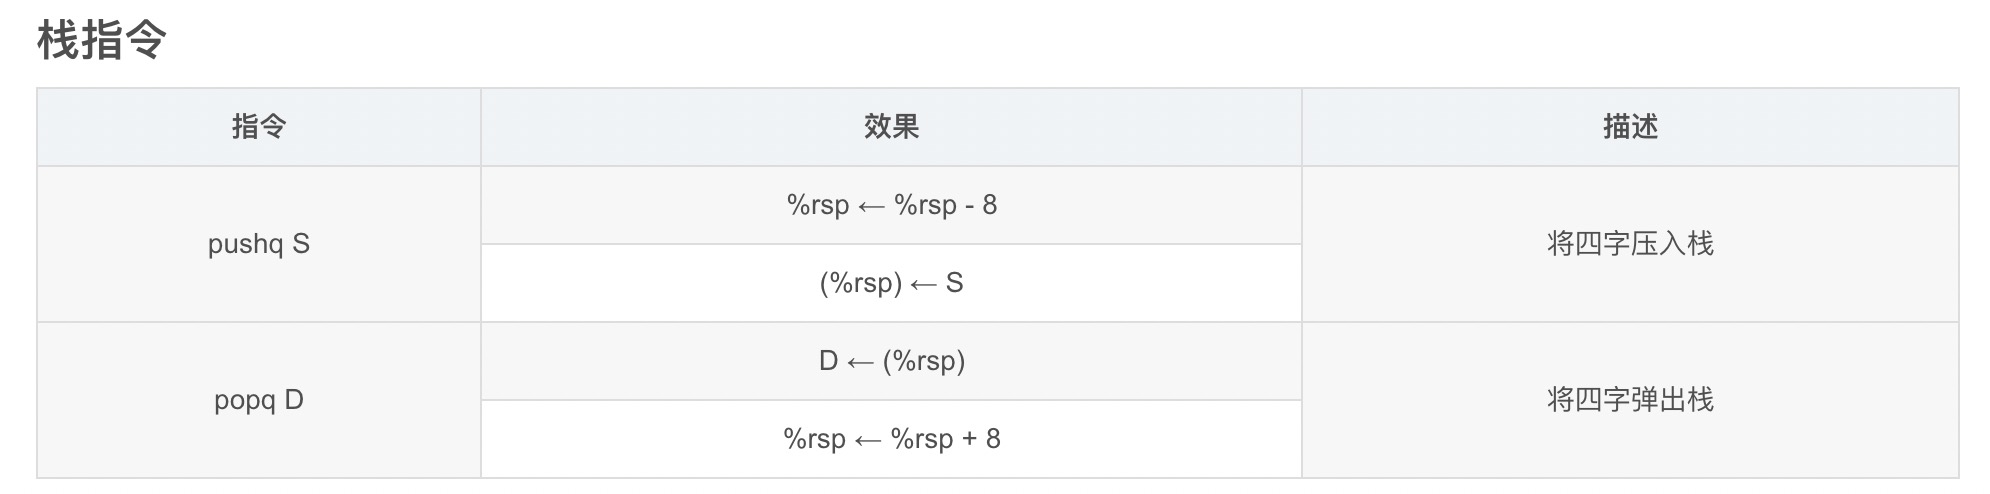 栈指令
指令 效果 描述
pushq S
%rsp ← %rsp - 8
(%rsp) ← S
将四字压入栈
popq D
D ← (%rsp)
%rsp ← %rsp + 8
将四字弹出栈